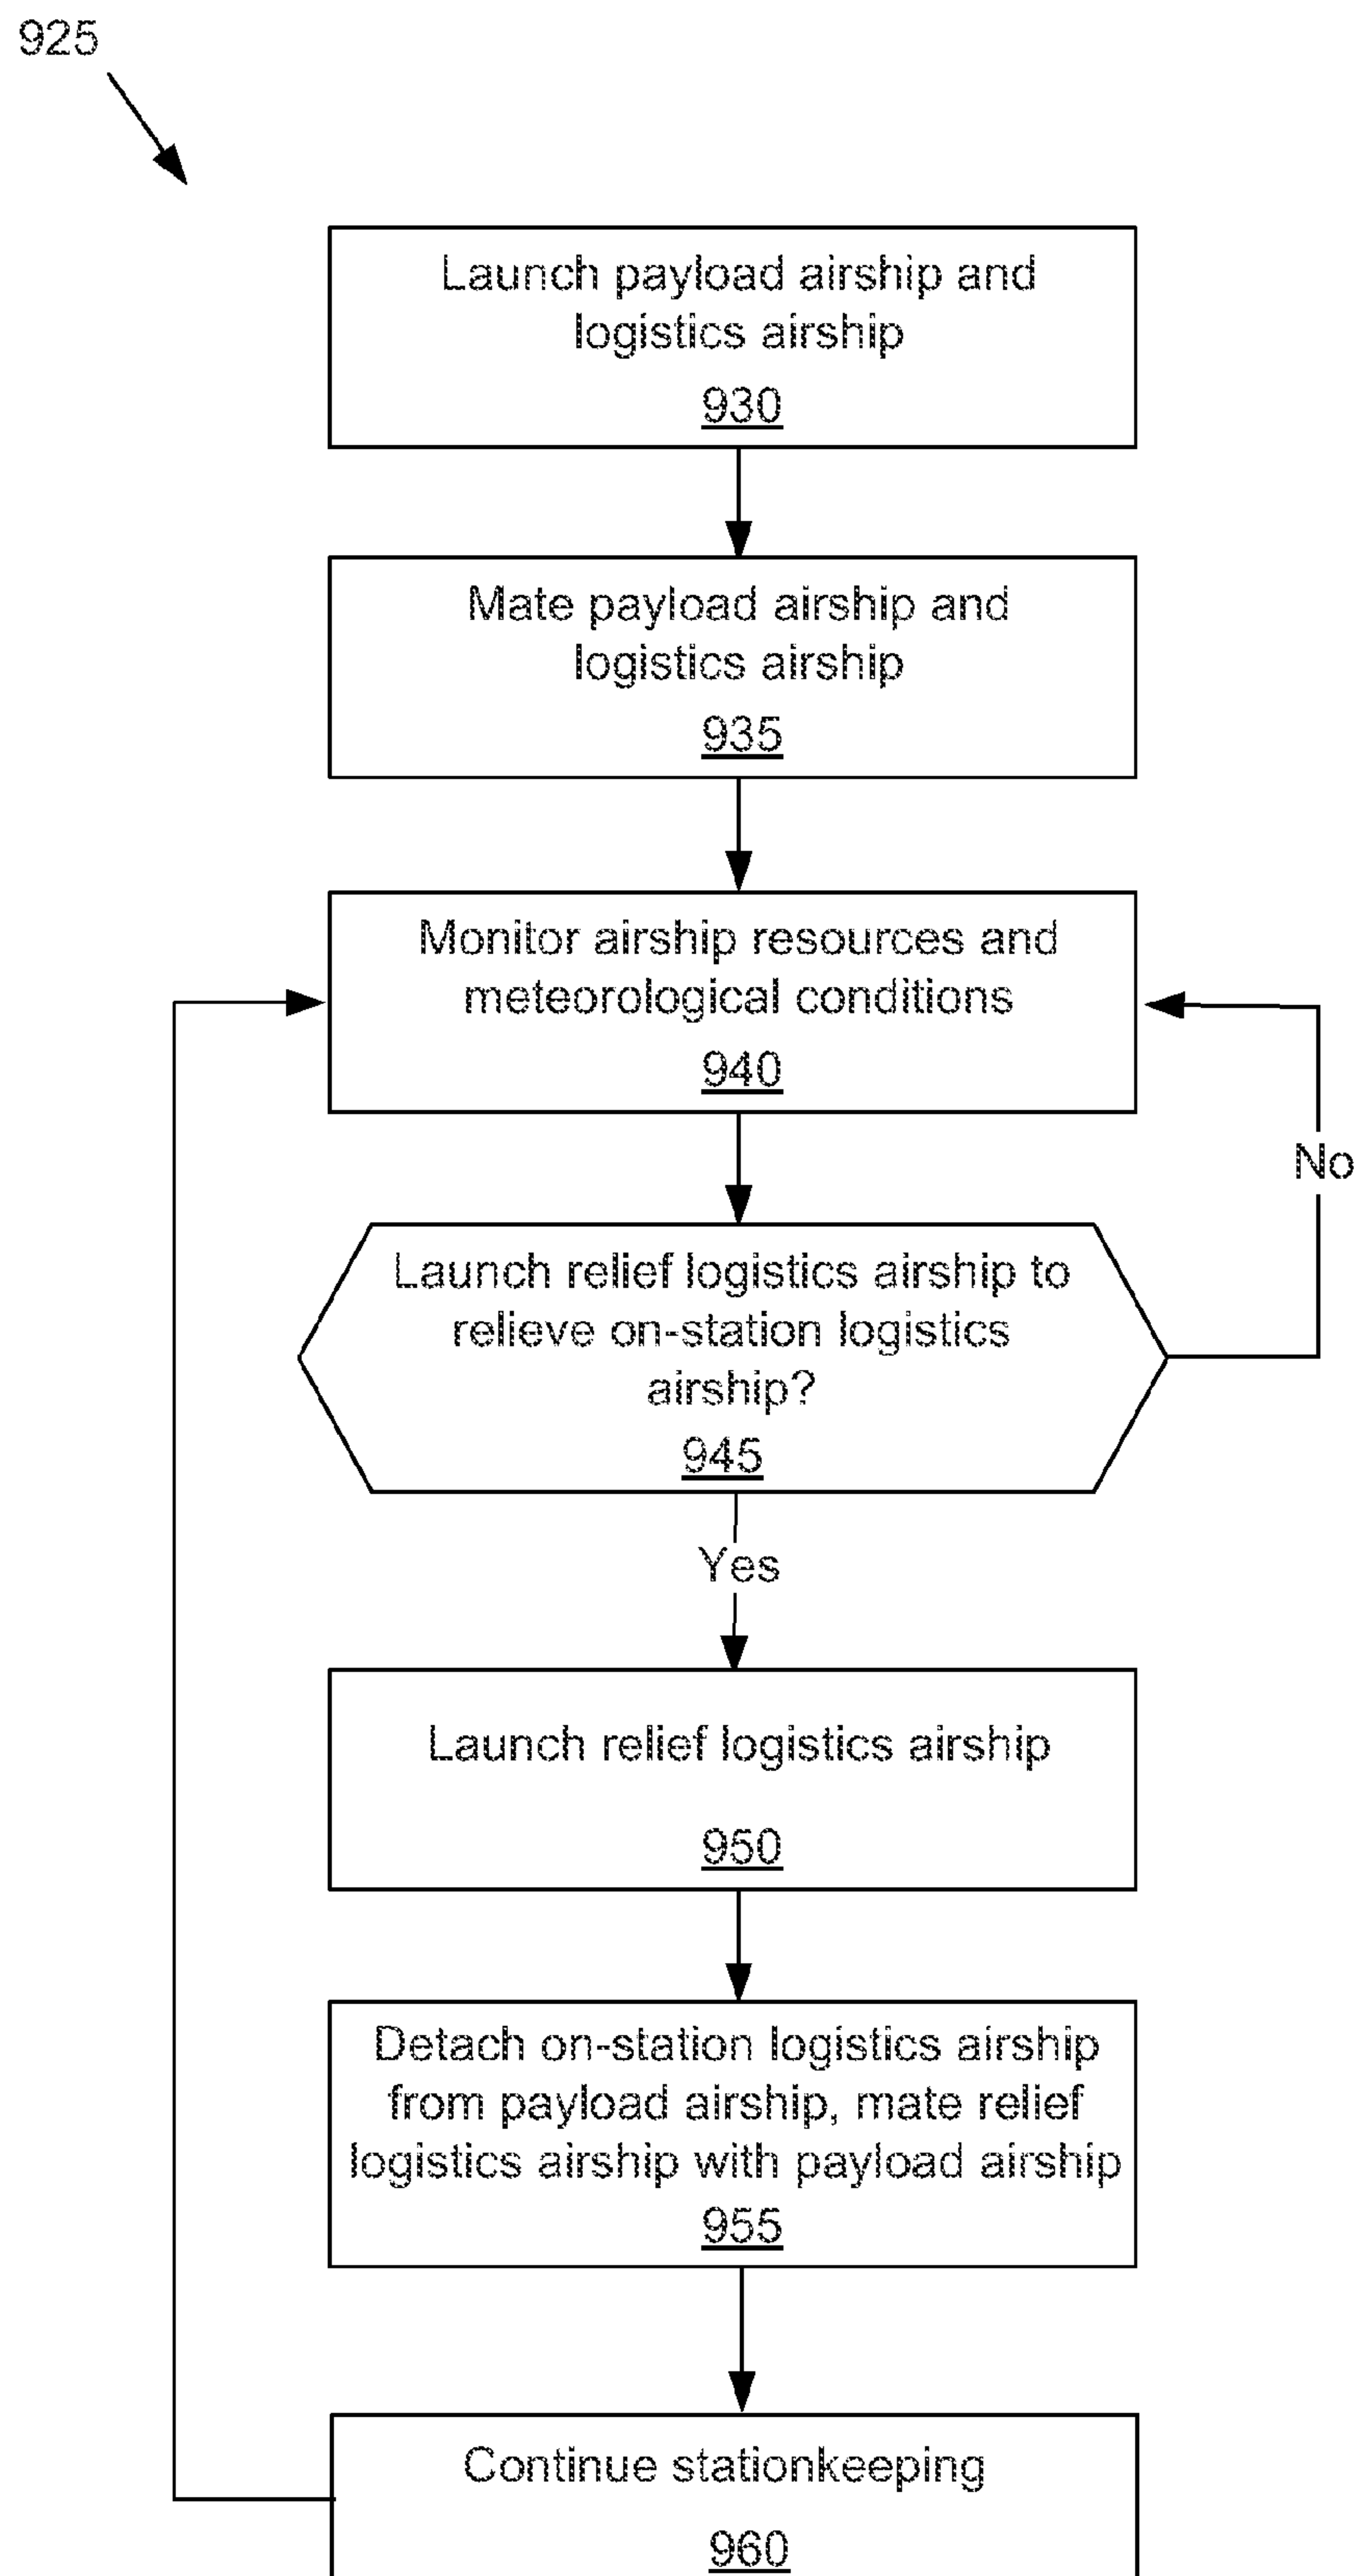 925
Launch payload airship and
logistics airship
930
Mate payload airship and
logistics airship
935
Monitor airship resources and
meteorological conditions
940
No
Launch relief logistics airship to
relieve on-station logistics
airship?
945
Yes
Launch relief logistics airship
950
Detach on-station logistics airship
from payload airship, mate relief
logistics airship with payload airship
955
Continue stationkeeping
960